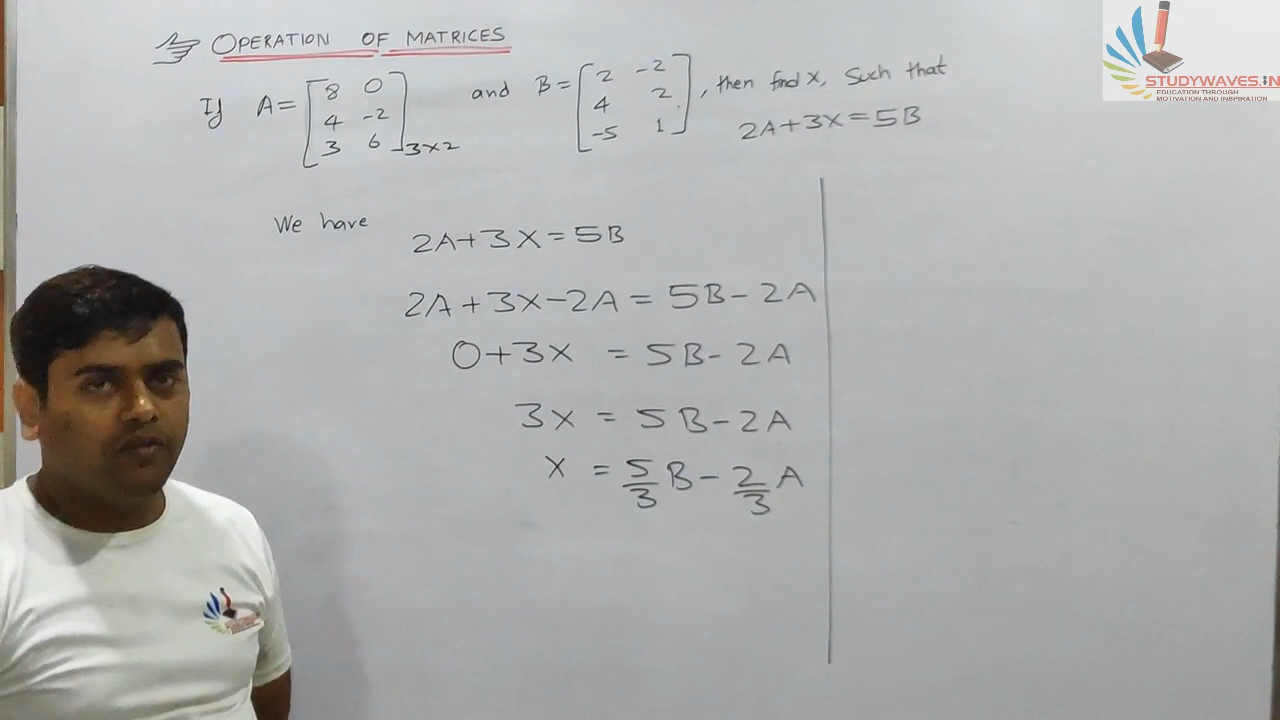 OPERATION OF MATRICES
If A = [8 0
4 -2
3 6]3×2 and B = [2 -2
4 2
-5 1], then find X, Such that
2A+3X=5B
We have
2A+3X=5B
2A+3X-2A = 5B-2A
0+3X = 5B-2A
3X = 5B-2A
X = 5/3 B - 2/3 A
STUDYWAVES.IN
EDUCATION THROUGH
MOTIVATION AND INSPIRATION